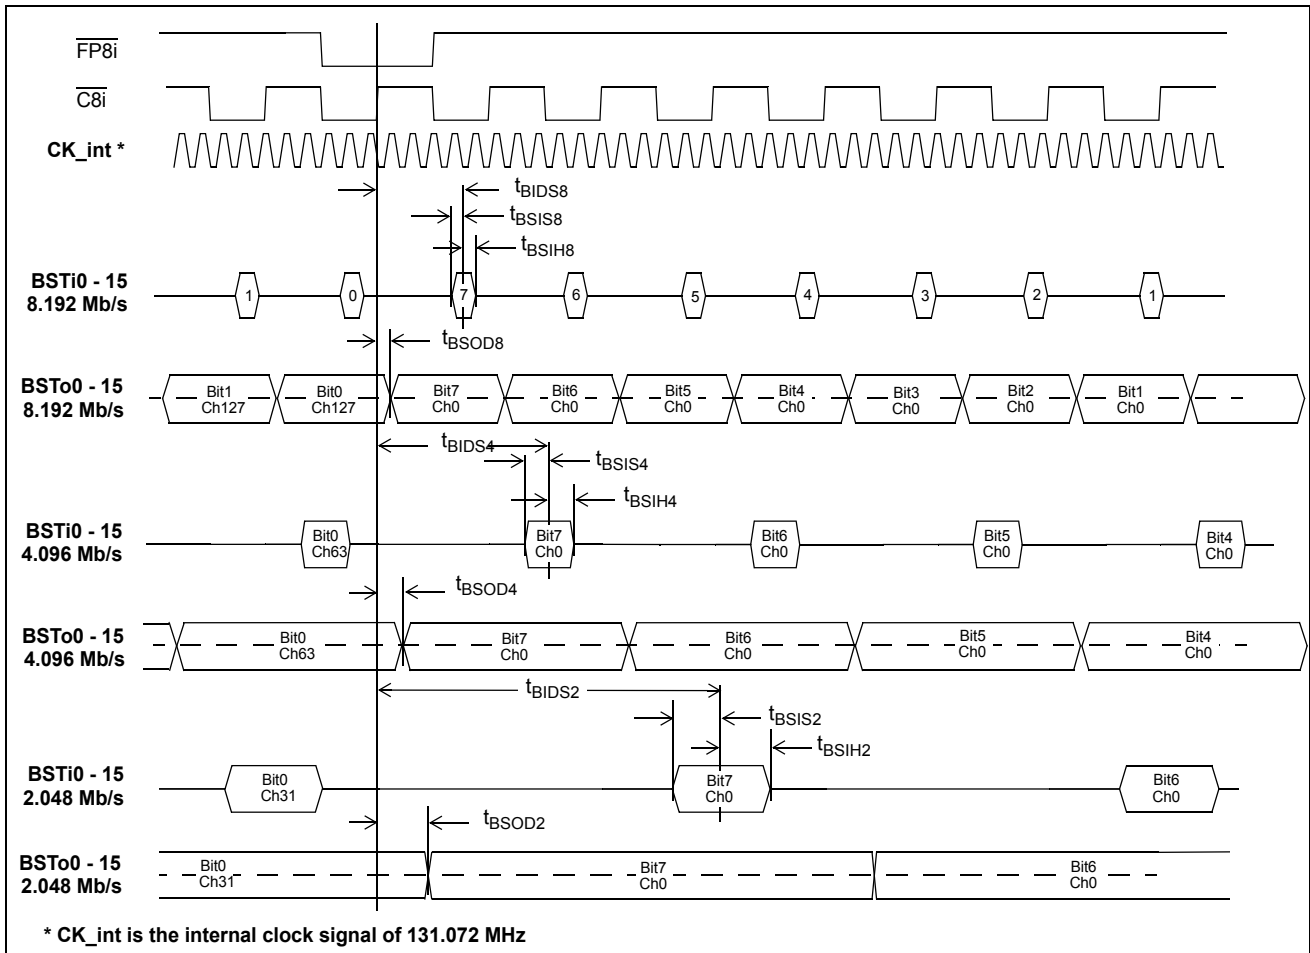 FP8i
C8i
CK_int *
tBIDS8
tBSIS8
tBSIH8
BSTi0 - 15
8.192 Mb/s
1 0 7 6 5 4 3 2 1
tBSOD8
BSTo0 - 15
8.192 Mb/s
Bit1 Ch127
Bit0 Ch127
Bit7 Ch0
Bit6 Ch0
Bit5 Ch0
Bit4 Ch0
Bit3 Ch0
Bit2 Ch0
Bit1 Ch0
tBIDS4
tBSIS4
tBSIH4
BSTi0 - 15
4.096 Mb/s
Bit0 Ch63
Bit7 Ch0
Bit6 Ch0
Bit5 Ch0
Bit4 Ch0
tBSOD4
BSTo0 - 15
4.096 Mb/s
Bit0 Ch63
Bit7 Ch0
Bit6 Ch0
Bit5 Ch0
Bit4 Ch0
tBIDS2
tBSIS2
tBSIH2
BSTi0 - 15
2.048 Mb/s
Bit0 Ch31
Bit7 Ch0
Bit6 Ch0
tBSOD2
BSTo0 - 15
2.048 Mb/s
Bit0 Ch31
Bit7 Ch0
Bit6 Ch0
* CK_int is the internal clock signal of 131.072 MHz